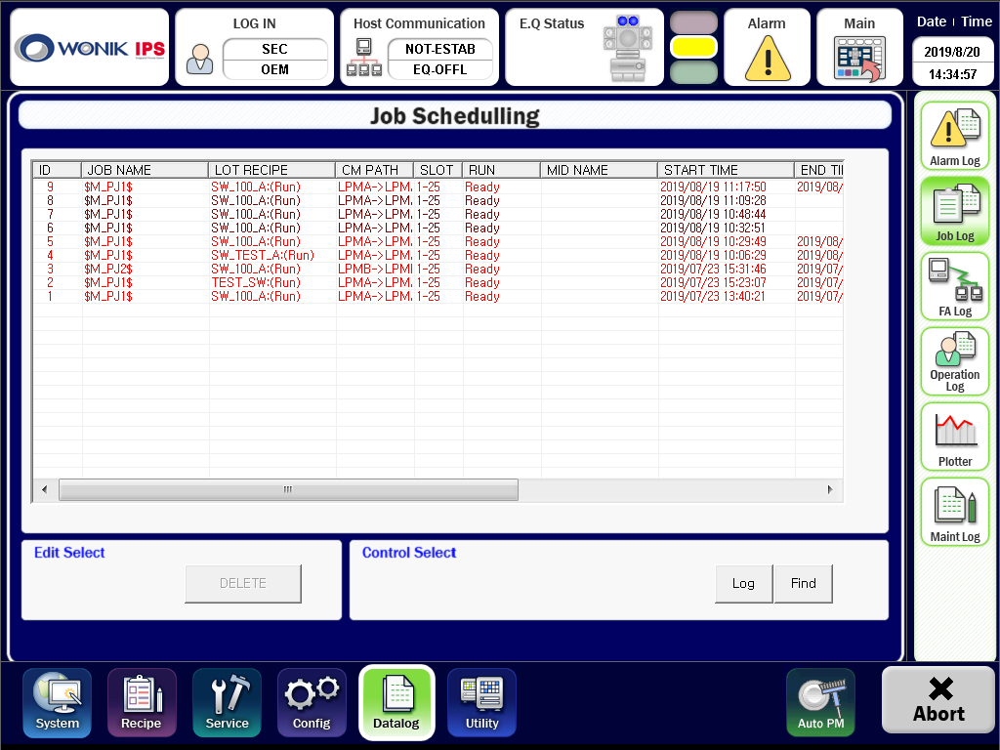 WONIK IPS
LOG IN
SEC
OEM
Host Communication
NOT-ESTAB
EQ-OFFL
E.Q Status
Alarm
Main
Date Time
2019/8/20
14:34:57
Job Schedulling
ID JOB NAME LOT RECIPE CM PATH SLOT RUN MID NAME START TIME END TI
9 $M_PJ1$ SW_100_A:(Run) LPMA->LPM. 1-25 Ready 2019/08/19 11:17:50 2019/08/
8 $M_PJ1$ SW_100_A:(Run) LPMA->LPM. 1-25 Ready 2019/08/19 11:09:28
7 $M_PJ1$ SW_100_A:(Run) LPMA->LPM. 1-25 Ready 2019/08/19 10:48:44
6 $M_PJ1$ SW_100_A:(Run) LPMA->LPM. 1-25 Ready 2019/08/19 10:32:51
5 $M_PJ1$ SW_100_A:(Run) LPMA->LPM. 1-25 Ready 2019/08/19 10:29:49 2019/08/
4 $M_PJ1$ SW_TEST_A:(Run) LPMA->LPM. 1-25 Ready 2019/08/19 10:06:29 2019/08/
3 $M_PJ2$ SW_100_A:(Run) LPMB->LPMI 1-25 Ready 2019/07/23 15:31:46 2019/07/
2 $M_PJ1$ TEST_SW:(Run) LPMA->LPM. 1-25 Ready 2019/07/23 15:23:07 2019/07/
1 $M_PJ1$ SW_100_A:(Run) LPMA->LPM. 1-25 Ready 2019/07/23 13:40:21 2019/07/
Edit Select
DELETE
Control Select
Log
Find
Alarm Log
Job Log
FA Log
Operation
Log
Plotter
Maint Log
System
Recipe
Service
Config
Datalog
Utility
Auto PM
Abort